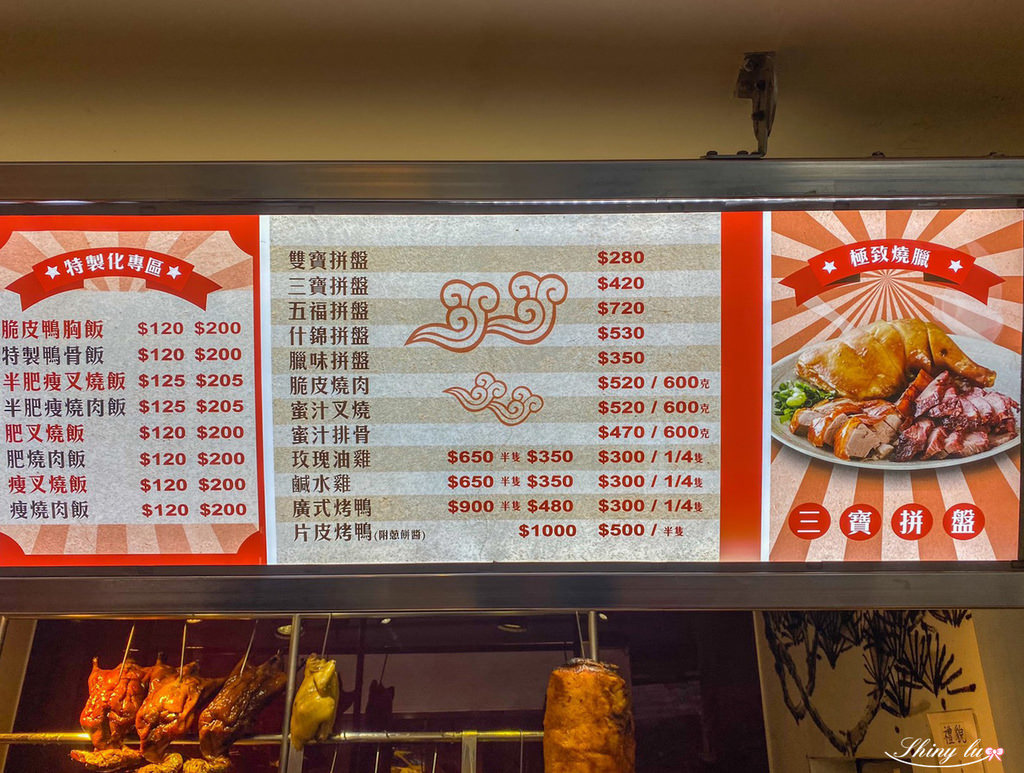 特製化專區
脆皮鴨胸飯 $120 $200
特製鴨骨飯 $120 $200
半肥瘦叉燒飯 $125 $205
半肥瘦燒肉飯 $125 $205
肥叉燒飯 $120 $200
肥燒肉飯 $120 $200
瘦叉燒飯 $120 $200
瘦燒肉飯 $120 $200
雙寶拼盤 $280
三寶拼盤 $420
五福拼盤 $720
什錦拼盤 $530
臘味拼盤 $350
脆皮燒肉 $520 / 600克
蜜汁叉燒 $520 / 600克
蜜汁排骨 $470 / 600克
玫瑰油雞 $650 半隻 $350 $300 / 1/4隻
鹹水雞 $650 半隻 $350 $300 / 1/4隻
廣式烤鴨 $900 半隻 $480 $300 / 1/4隻
片皮烤鴨(附蔥餅醬) $1000 $500 / 半隻
極致燒臘
三寶拼盤
禮貌
Shiny lu